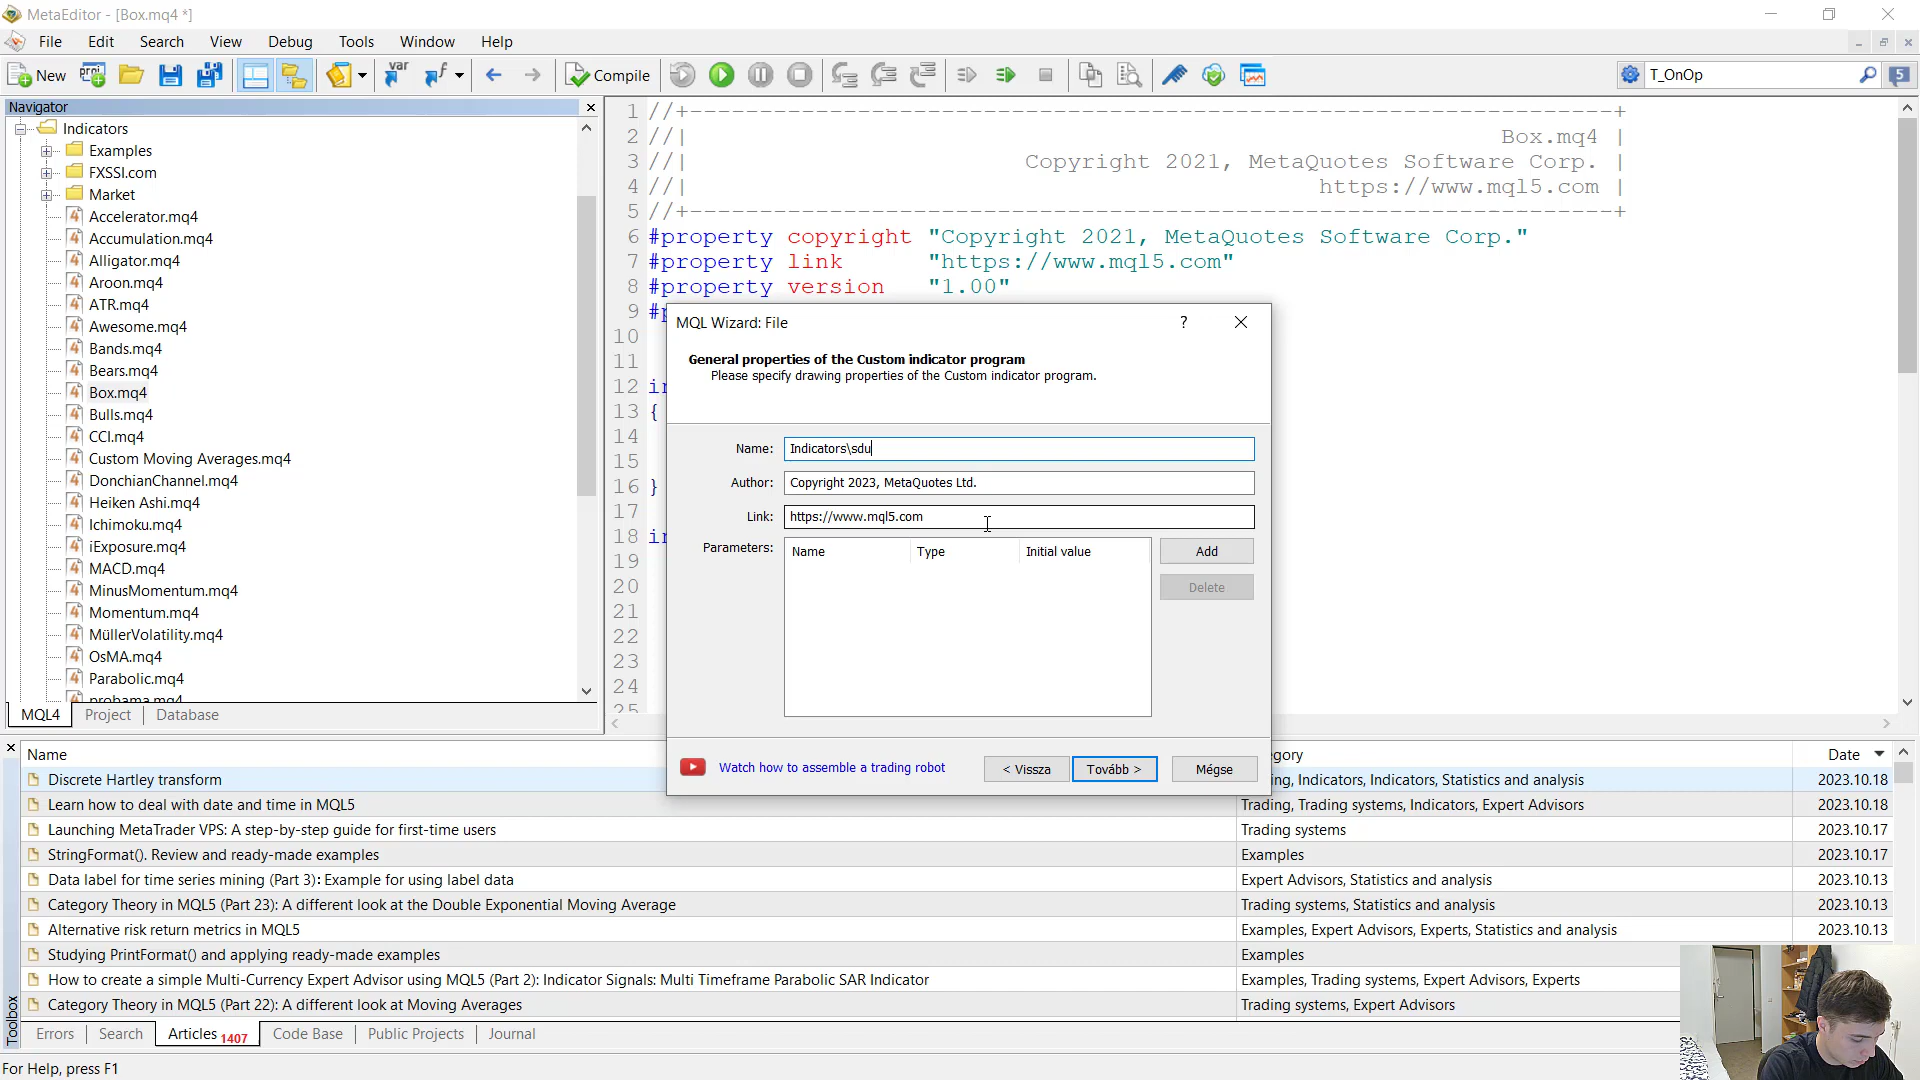 MetaEditor - [Box.mq4 *]
File Edit Search View Debug Tools Window Help
New Compile T_OnOp 5
Navigator
Indicators
Examples
FXSSI.com
Market
Accelerator.mq4
Accumulation.mq4
Alligator.mq4
Aroon.mq4
ATR.mq4
Awesome.mq4
Bands.mq4
Bears.mq4
Box.mq4
Bulls.mq4
CCI.mq4
Custom Moving Averages.mq4
DonchianChannel.mq4
Heiken Ashi.mq4
Ichimoku.mq4
iExposure.mq4
MACD.mq4
MinusMomentum.mq4
Momentum.mq4
MüllerVolatility.mq4
OsMA.mq4
Parabolic.mq4
probama.mq4
MQL4 Project Database
1 //+------------------------------------------------------------------+
2 //| Box.mq4 |
3 //| Copyright 2021, MetaQuotes Software Corp. |
4 //| https://www.mql5.com |
5 //+------------------------------------------------------------------+
6 #property copyright "Copyright 2021, MetaQuotes Software Corp."
7 #property link "https://www.mql5.com"
8 #property version "1.00"
9
10
11
12
13 {
14
15
16 }
17
18
19
20
21
22
23
24
25
MQL Wizard: File ?
General properties of the Custom indicator program
Please specify drawing properties of the Custom indicator program.
Name: Indicators\sdu
Author: Copyright 2023, MetaQuotes Ltd.
Link: https://www.mql5.com
Parameters: Name Type Initial value Add
Delete
Watch how to assemble a trading robot < Vissza Tovább > Mégse
Name Date
Discrete Hartley transform Indicators, Indicators, Statistics and analysis 2023.10.18
Learn how to deal with date and time in MQL5 Trading, Trading systems, Indicators, Expert Advisors 2023.10.18
Launching MetaTrader VPS: A step-by-step guide for first-time users Trading systems 2023.10.17
StringFormat(). Review and ready-made examples Examples 2023.10.17
Data label for time series mining (Part 3): Example for using label data Expert Advisors, Statistics and analysis 2023.10.13
Category Theory in MQL5 (Part 23): A different look at the Double Exponential Moving Average Trading systems, Statistics and analysis 2023.10.13
Alternative risk return metrics in MQL5 Examples, Expert Advisors, Experts, Statistics and analysis 2023.10.13
Studying PrintFormat() and applying ready-made examples Examples
How to create a simple Multi-Currency Expert Advisor using MQL5 (Part 2): Indicator Signals: Multi Timeframe Parabolic SAR Indicator Examples, Trading systems, Expert Advisors, Experts
Category Theory in MQL5 (Part 22): A different look at Moving Averages Trading systems, Expert Advisors
Toolbox
Errors Search Articles 1407 Code Base Public Projects Journal
For Help, press F1